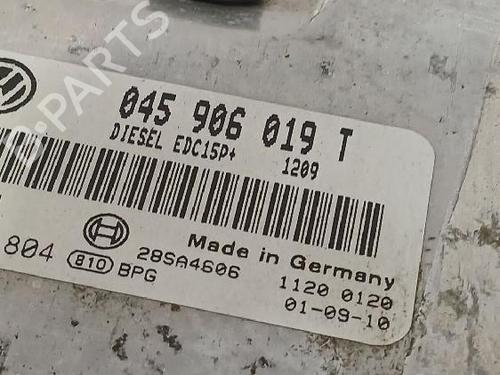 B-PARTS
045 906 019 T
DIESEL EDC15P+ 1209
Made in Germany
804 810 BPG 28SA4606 1120 0120
01-09-10